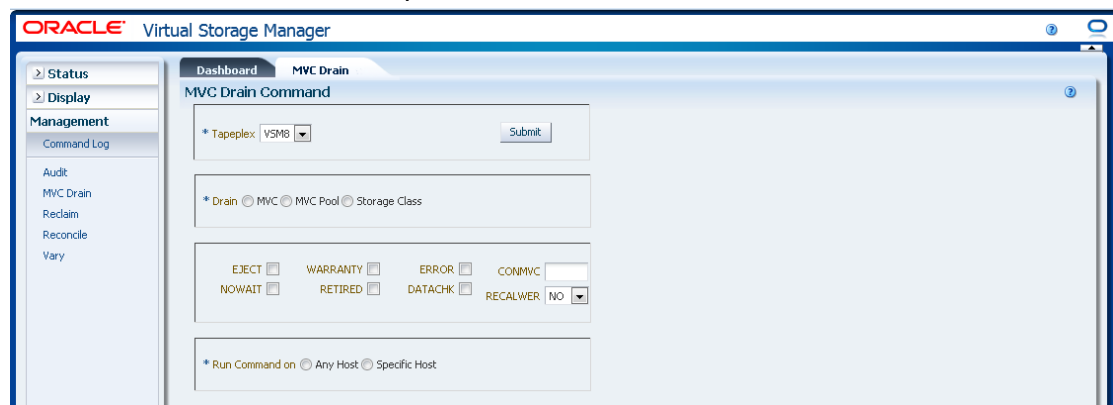 ORACLE Virtual Storage Manager
Status
Display
Management
Command Log
Audit
MVC Drain
Reclaim
Reconcile
Vary
Dashboard MVC Drain
MVC Drain Command
* Tapeplex VSM8 Submit
* Drain MVC MVC Pool Storage Class
EJECT WARRANTY ERROR CONMVC
NOWAIT RETIRED DATACHK RECALWER NO
* Run Command on Any Host Specific Host